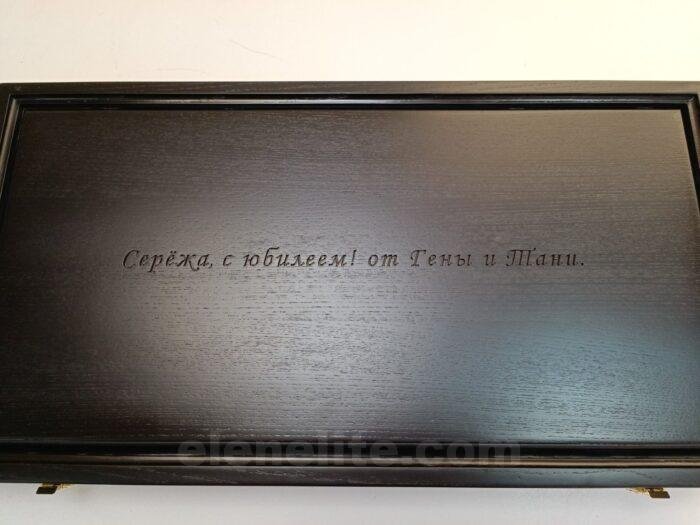 Серёжа, с юбилеем! от Гены и Тани.
elenelite.com